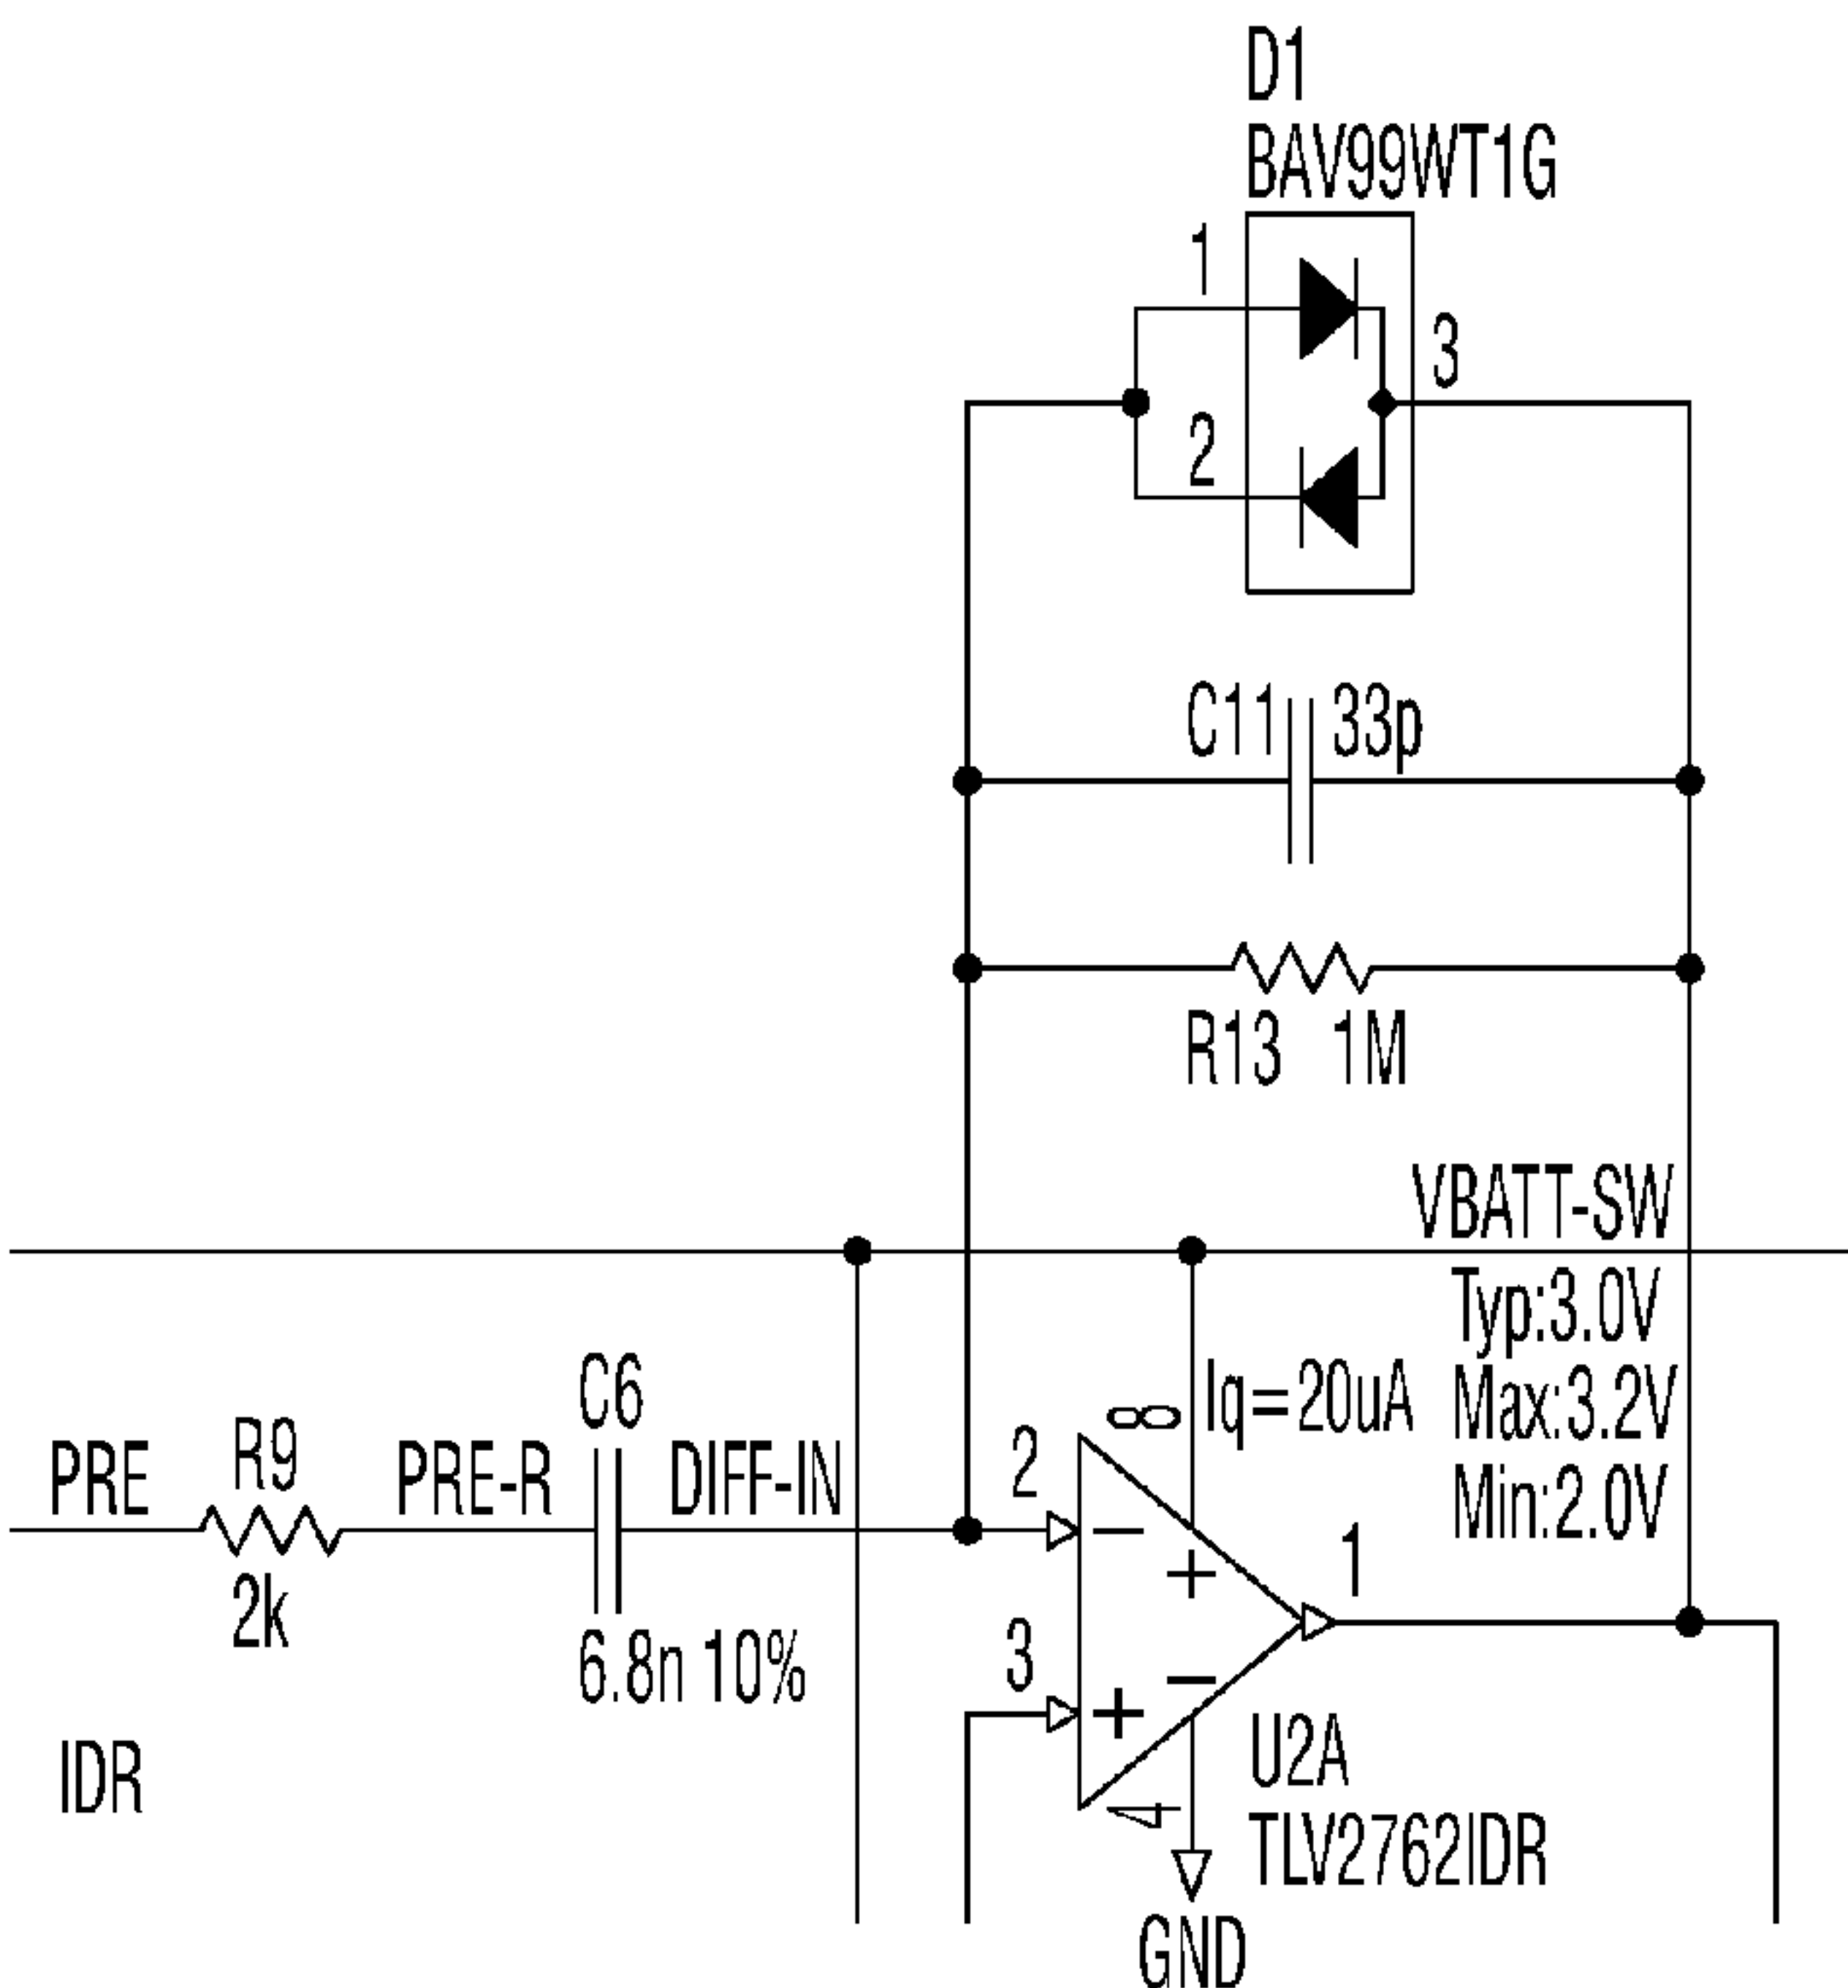 D1
BAV99WT1G
1
3
2
C11 33p
R13 1M
VBATT-SW
Typ:3.0V
Max:3.2V
Min:2.0V
Iq=20uA
8
C6
R9
PRE
PRE-R
DIFF-IN
2
2k
6.8n 10%
3
1
IDR
U2A
TLV2762IDR
4
GND